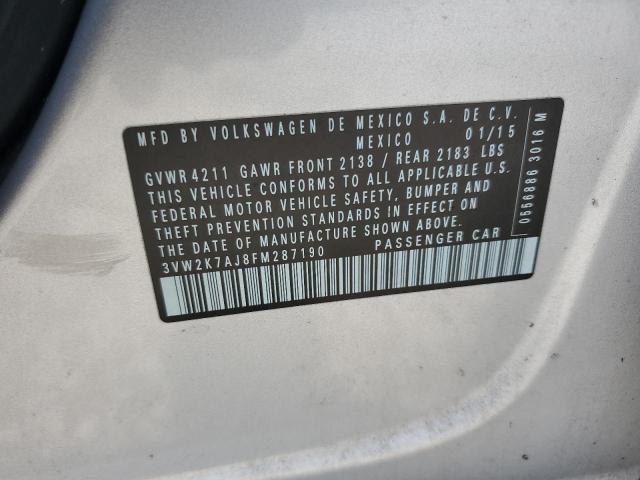 MFD BY VOLKSWAGEN DE MEXICO S.A. DE C.V.
MEXICO 01/15
GVWR 4211 GAWR FRONT 2138 / REAR 2183 LBS
THIS VEHICLE CONFORMS TO ALL APPLICABLE U.S.
FEDERAL MOTOR VEHICLE SAFETY, BUMPER AND
THEFT PREVENTION STANDARDS IN EFFECT ON
THE DATE OF MANUFACTURE SHOWN ABOVE.
3VW2K7AJ8FM287190 PASSENGER CAR
0556886 3016 M